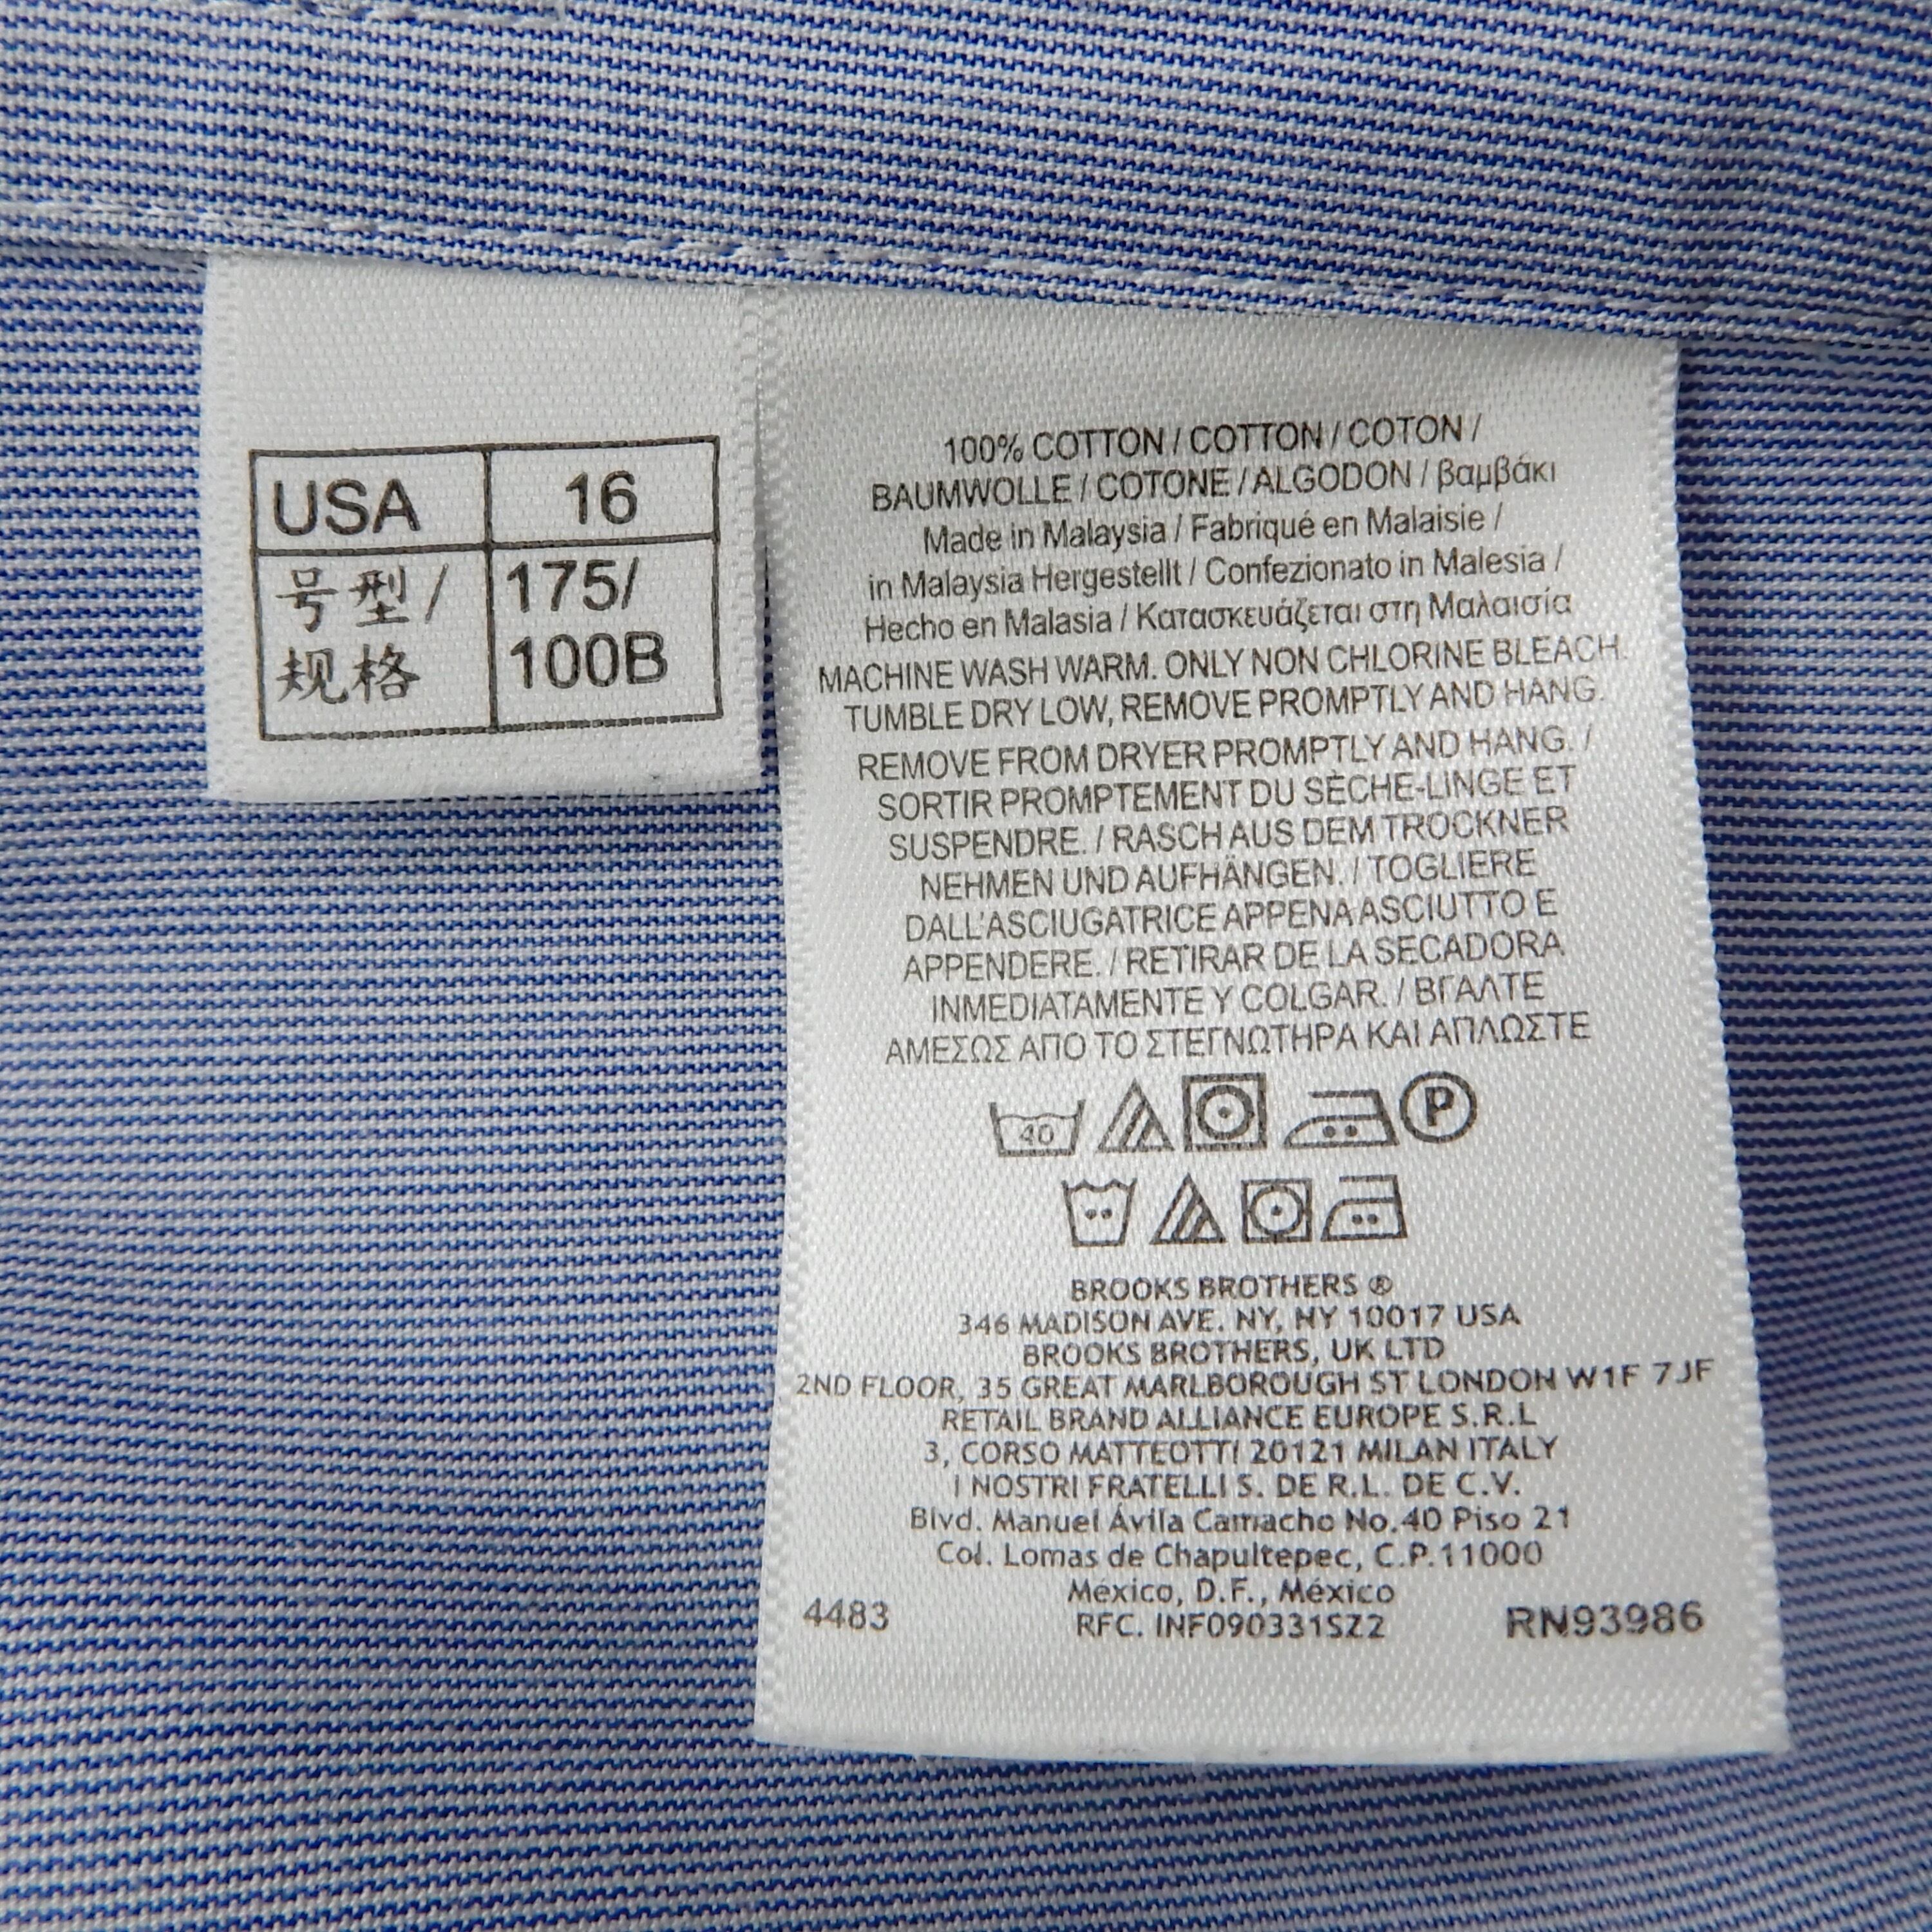 USA 16
号型/ 175/
规格 100B
100% COTTON / COTTON / COTON /
BAUMWOLLE / COTONE / ALGODON / βαμβάκι
Made in Malaysia / Fabriqué en Malaisie /
in Malaysia Hergestellt / Confezionato in Malesia /
Hecho en Malasia / Κατασκευάζεται στη Μαλαισία
MACHINE WASH WARM. ONLY NON CHLORINE BLEACH.
TUMBLE DRY LOW, REMOVE PROMPTLY AND HANG.
REMOVE FROM DRYER PROMPTLY AND HANG. /
SORTIR PROMPTEMENT DU SÈCHE-LINGE ET
SUSPENDRE. / RASCH AUS DEM TROCKNER
NEHMEN UND AUFHÄNGEN. / TOGLIERE
DALL'ASCIUGATRICE APPENA ASCIUTTO E
APPENDERE. / RETIRAR DE LA SECADORA
INMEDIATAMENTE Y COLGAR. / ΒΓΑΛΤΕ
ΑΜΕΣΩΣ ΑΠΟ ΤΟ ΣΤΕΓΝΩΤΗΡΑ ΚΑΙ ΑΠΛΩΣΤΕ
40 P
BROOKS BROTHERS ®
346 MADISON AVE. NY, NY 10017 USA
BROOKS BROTHERS, UK LTD
2ND FLOOR, 35 GREAT MARLBOROUGH ST LONDON W1F 7JF
RETAIL BRAND ALLIANCE EUROPE S.R.L
3, CORSO MATTEOTTI 20121 MILAN ITALY
I NOSTRI FRATELLI S. DE R.L. DE C.V.
Blvd. Manuel Ávila Camacho No.40 Piso 21
Col. Lomas de Chapultepec, C.P.11000
México, D.F., México
4483 RFC. INF090331SZ2 RN93986